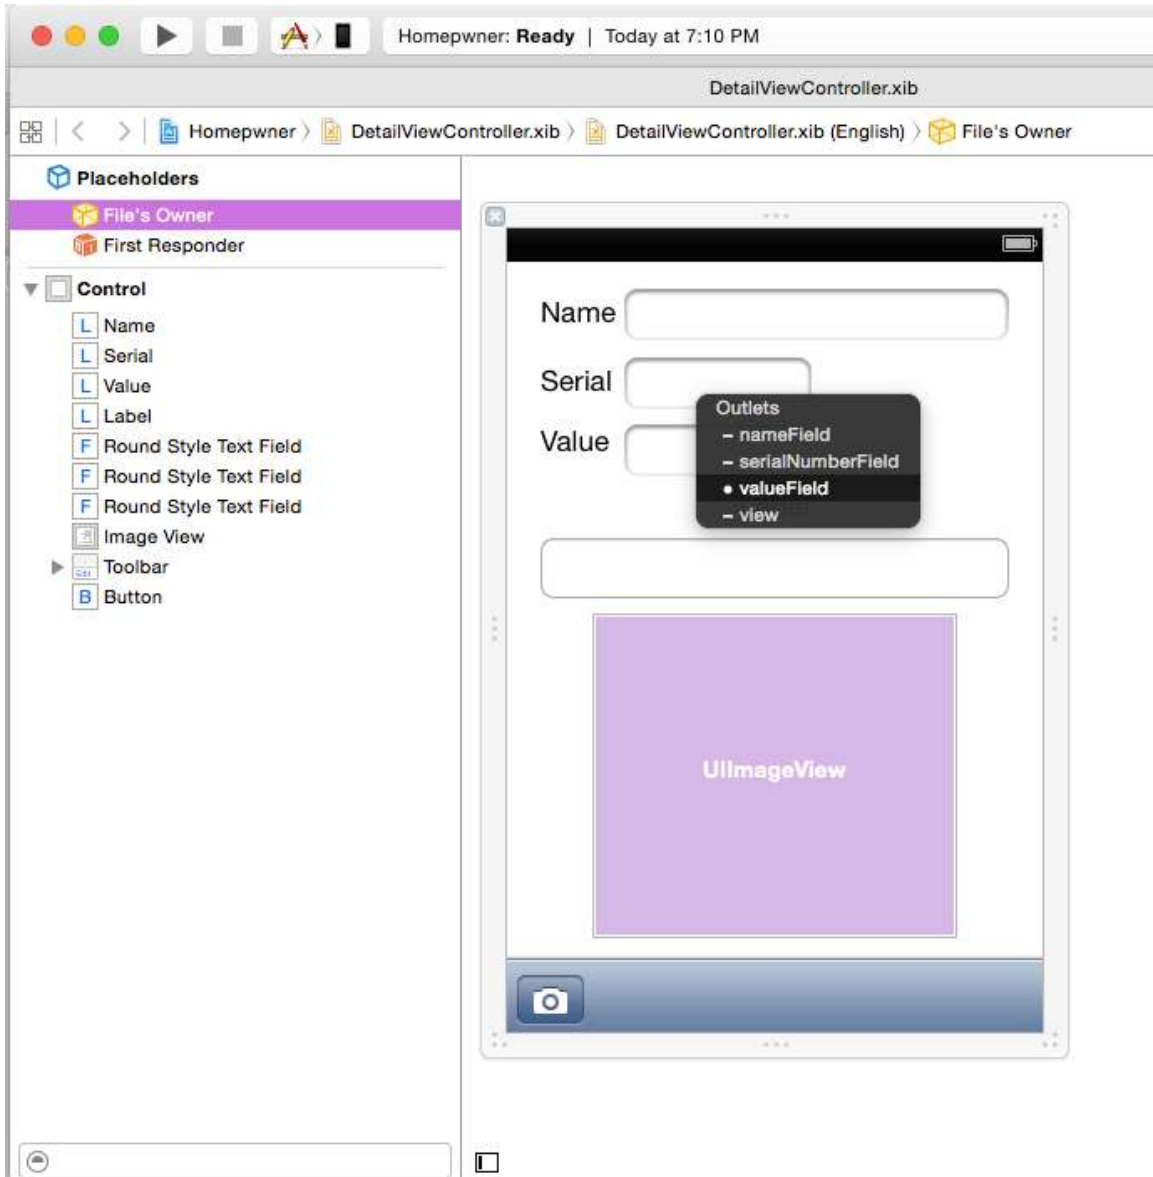 Homepwner: Ready | Today at 7:10 PM
DetailViewController.xib
Homepwner DetailViewController.xib DetailViewController.xib (English) File's Owner
Placeholders
File's Owner
First Responder
Control
L Name
L Serial
L Value
L Label
F Round Style Text Field
F Round Style Text Field
F Round Style Text Field
Image View
Toolbar
B Button
Name
Serial
Value
Outlets
– nameField
– serialNumberField
• valueField
– view
UIImageView